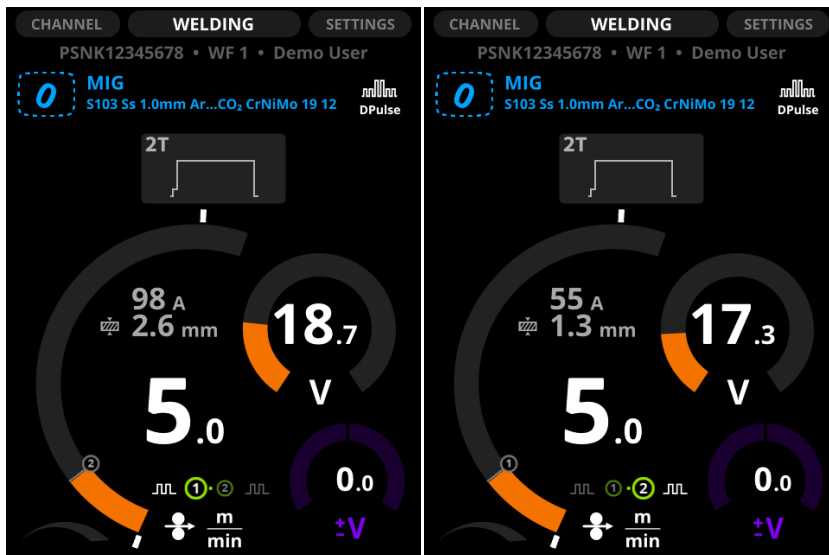 CHANNEL WELDING SETTINGS
PSNK12345678 • WF 1 • Demo User
0 MIG
S103 Ss 1.0mm Ar...CO₂ CrNiMo 19 12
DPulse
2T
98 A
2.6 mm
18.7
V
5.0
2
1 2
0.0
m
min
±V
CHANNEL WELDING SETTINGS
PSNK12345678 • WF 1 • Demo User
0 MIG
S103 Ss 1.0mm Ar...CO₂ CrNiMo 19 12
DPulse
2T
55 A
1.3 mm
17.3
V
5.0
1
1 2
0.0
m
min
±V